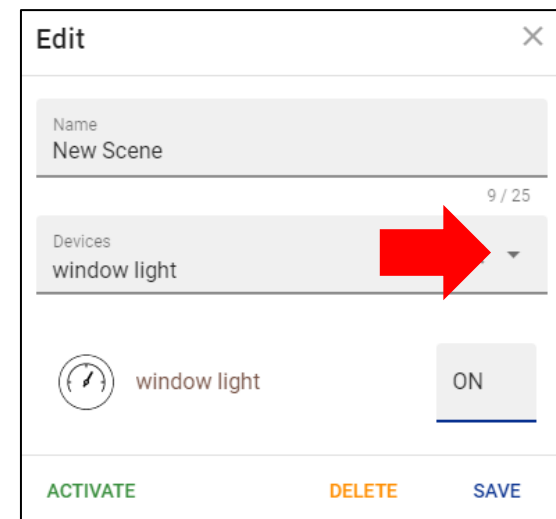 Edit
Name
New Scene
9 / 25
Devices
window light
window light ON
ACTIVATE DELETE SAVE